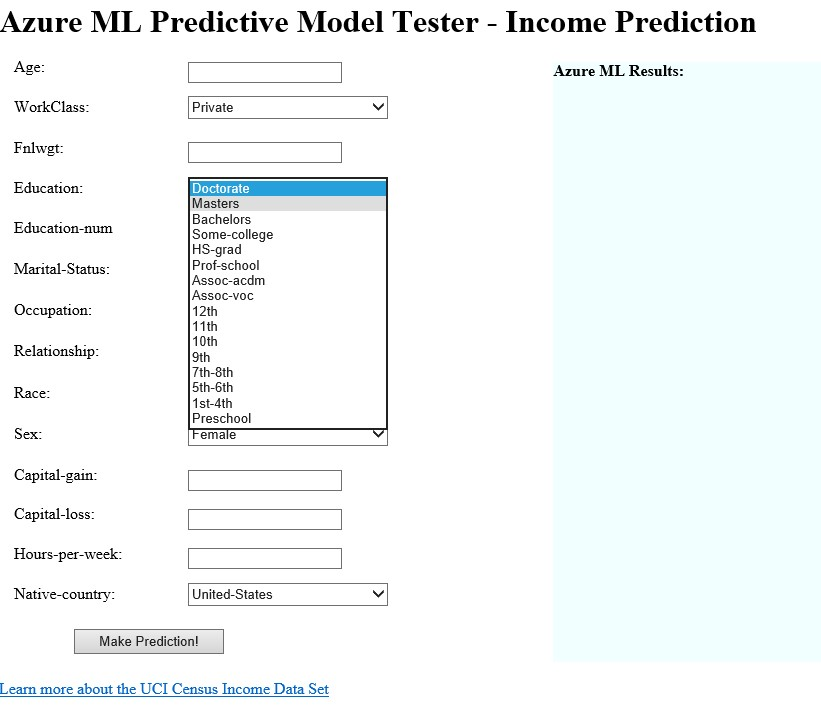 Azure ML Predictive Model Tester - Income Prediction
Age:
Azure ML Results:
WorkClass: Private
Fnlwgt:
Education: Doctorate
Masters
Bachelors
Some-college
HS-grad
Prof-school
Assoc-acdm
Assoc-voc
12th
11th
10th
9th
7th-8th
5th-6th
1st-4th
Preschool
Education-num
Marital-Status:
Occupation:
Relationship:
Race:
Sex: Female
Capital-gain:
Capital-loss:
Hours-per-week:
Native-country: United-States
Make Prediction!
Learn more about the UCI Census Income Data Set